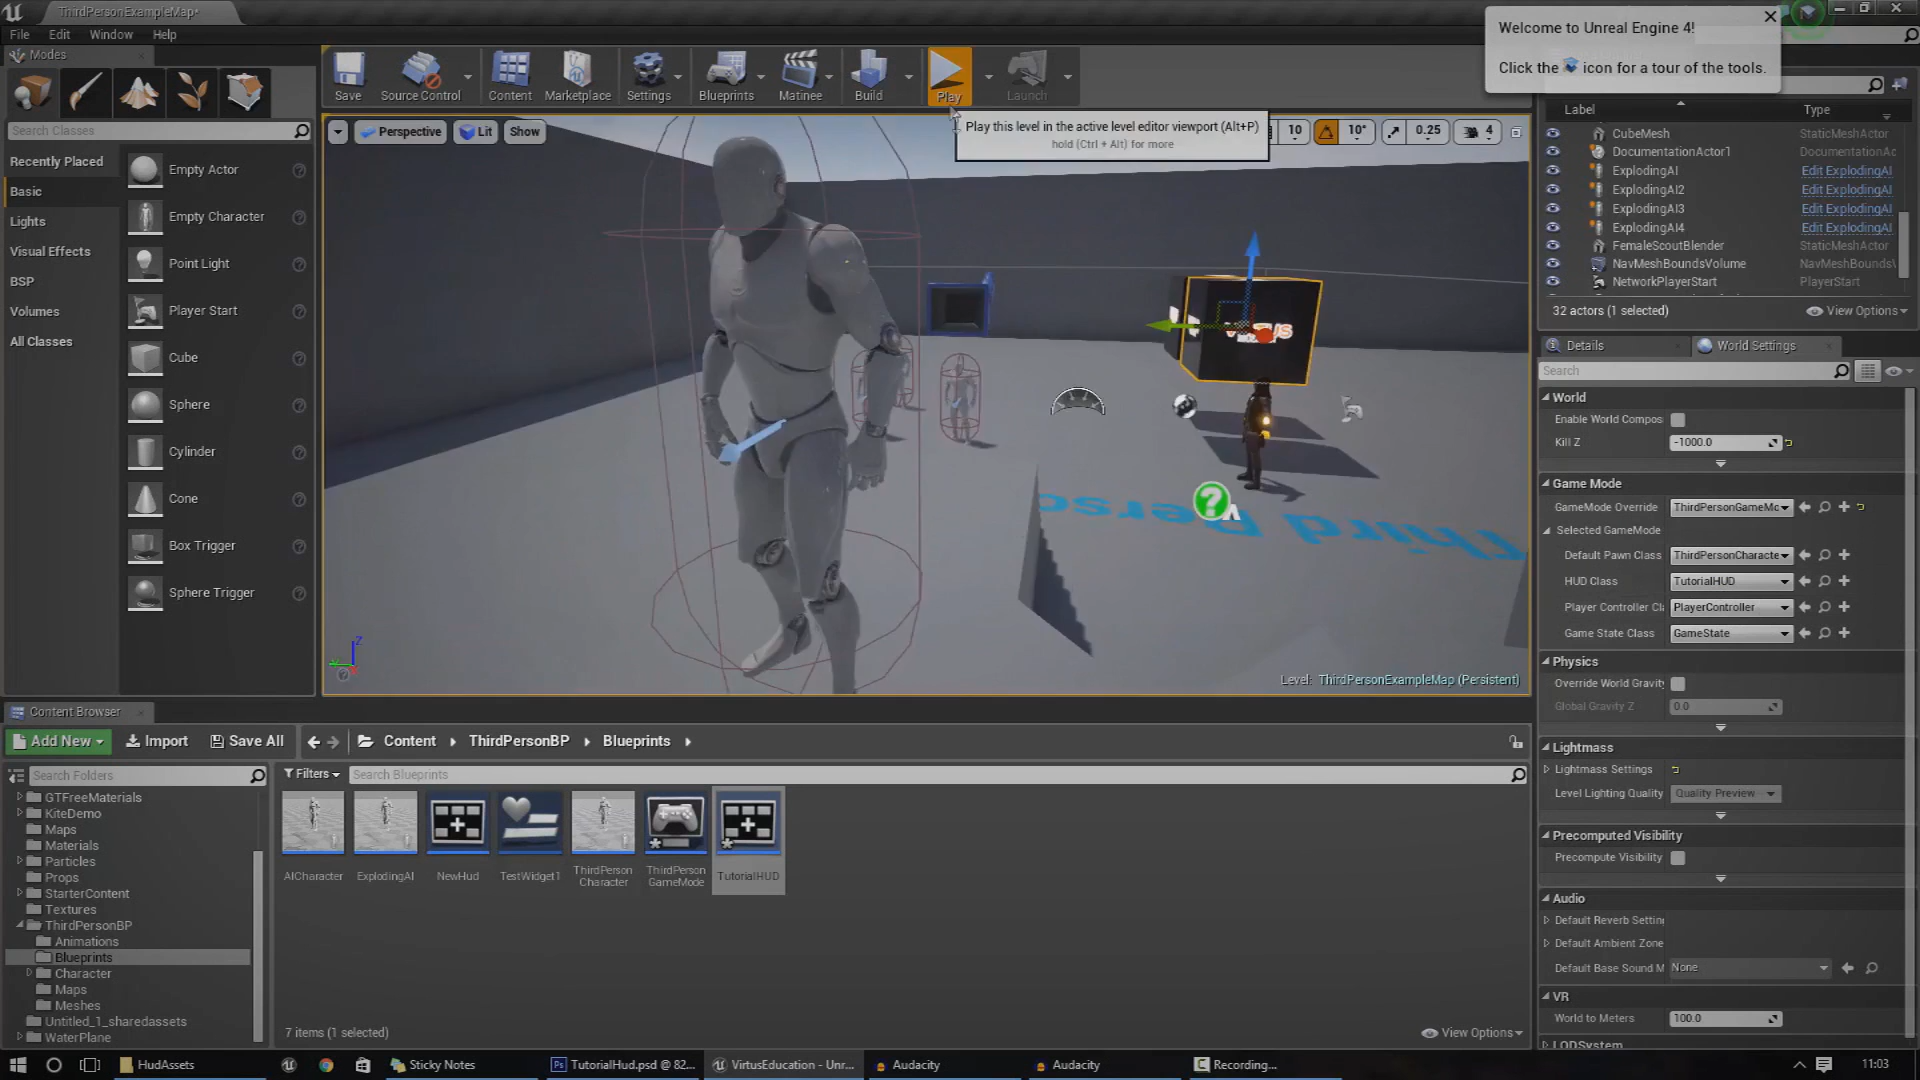 ThirdPersonExampleMap*
File Edit Window Help
Welcome to Unreal Engine 4!
Click the icon for a tour of the tools.
Modes
Search Classes
Recently Placed
Basic
Lights
Visual Effects
BSP
Volumes
All Classes
Empty Actor
Empty Character
Point Light
Player Start
Cube
Sphere
Cylinder
Cone
Box Trigger
Sphere Trigger
Save
Source Control
Content
Marketplace
Settings
Blueprints
Matinee
Build
Play
Launch
Perspective
Lit
Show
Play this level in the active level editor viewport (Alt+P)
hold (Ctrl + Alt) for more
10
10°
0.25
4
Level: ThirdPersonExampleMap (Persistent)
Label Type
CubeMesh StaticMeshActor
DocumentationActor1 DocumentationAc
ExplodingAI Edit ExplodingAI
ExplodingAI2 Edit ExplodingAI
ExplodingAI3 Edit ExplodingAI
ExplodingAI4 Edit ExplodingAI
FemaleScoutBlender StaticMeshActor
NavMeshBoundsVolume NavMeshBoundsV
NetworkPlayerStart PlayerStart
32 actors (1 selected)
View Options
Details
World Settings
Search
World
Enable World Compos
Kill Z -1000.0
Game Mode
GameMode Override ThirdPersonGameMc
Selected GameMode
Default Pawn Class ThirdPersonCharacte
HUD Class TutorialHUD
Player Controller Cl PlayerController
Game State Class GameState
Physics
Override World Gravity
Global Gravity Z 0.0
Lightmass
Lightmass Settings
Level Lighting Quality Quality Preview
Precomputed Visibility
Precompute Visibility
Audio
Default Reverb Settin
Default Ambient Zone
Default Base Sound M None
VR
World to Meters 100.0
LODSystem
Content Browser
Add New
Import
Save All
Content
ThirdPersonBP
Blueprints
Search Folders
Filters
Search Blueprints
GTFreeMaterials
KiteDemo
Maps
Materials
Particles
Props
StarterContent
Textures
ThirdPersonBP
Animations
Blueprints
Character
Maps
Meshes
Untitled_1_sharedassets
WaterPlane
AICharacter
ExplodingAI
NewHud
TestWidget1
ThirdPerson
Character
ThirdPerson
GameMode
TutorialHUD
7 items (1 selected)
View Options
HudAssets
Sticky Notes
TutorialHud.psd @ 82...
VirtusEducation - Unr...
Audacity
Audacity
Recording...
11:03